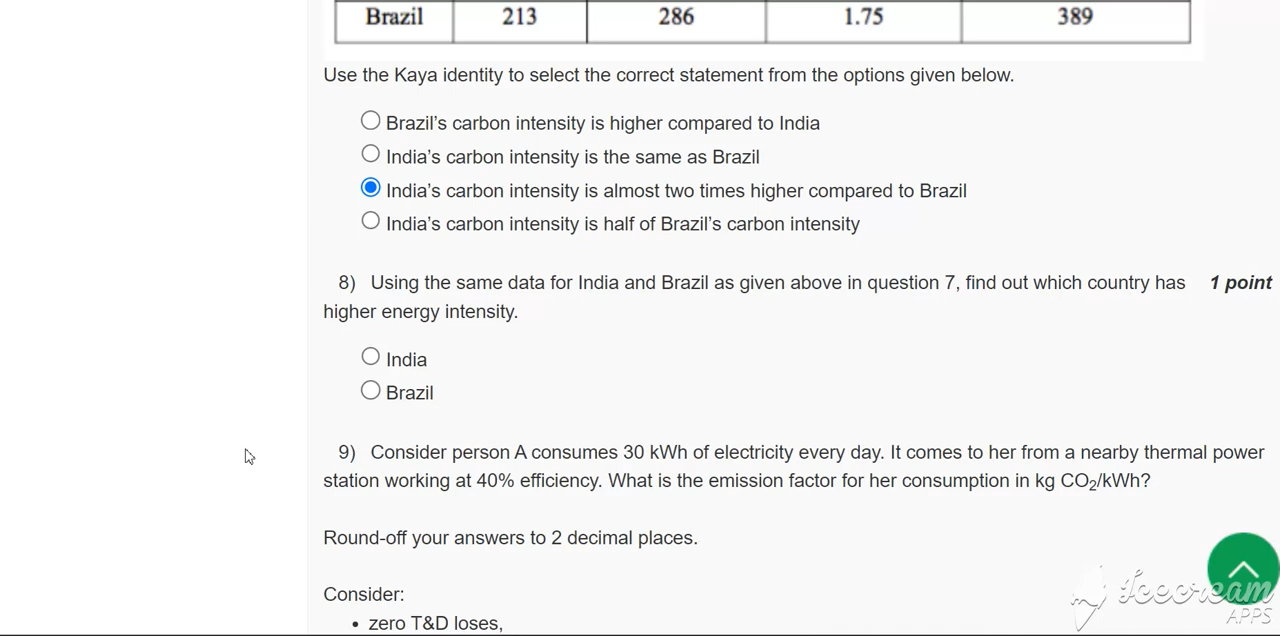 Brazil 213 286 1.75 389
Use the Kaya identity to select the correct statement from the options given below.
Brazil’s carbon intensity is higher compared to India
India’s carbon intensity is the same as Brazil
India’s carbon intensity is almost two times higher compared to Brazil
India’s carbon intensity is half of Brazil’s carbon intensity
8) Using the same data for India and Brazil as given above in question 7, find out which country has 1 point
higher energy intensity.
India
Brazil
9) Consider person A consumes 30 kWh of electricity every day. It comes to her from a nearby thermal power
station working at 40% efficiency. What is the emission factor for her consumption in kg CO₂/kWh?
Round-off your answers to 2 decimal places.
Consider:
• zero T&D loses,
Icecream
APPS